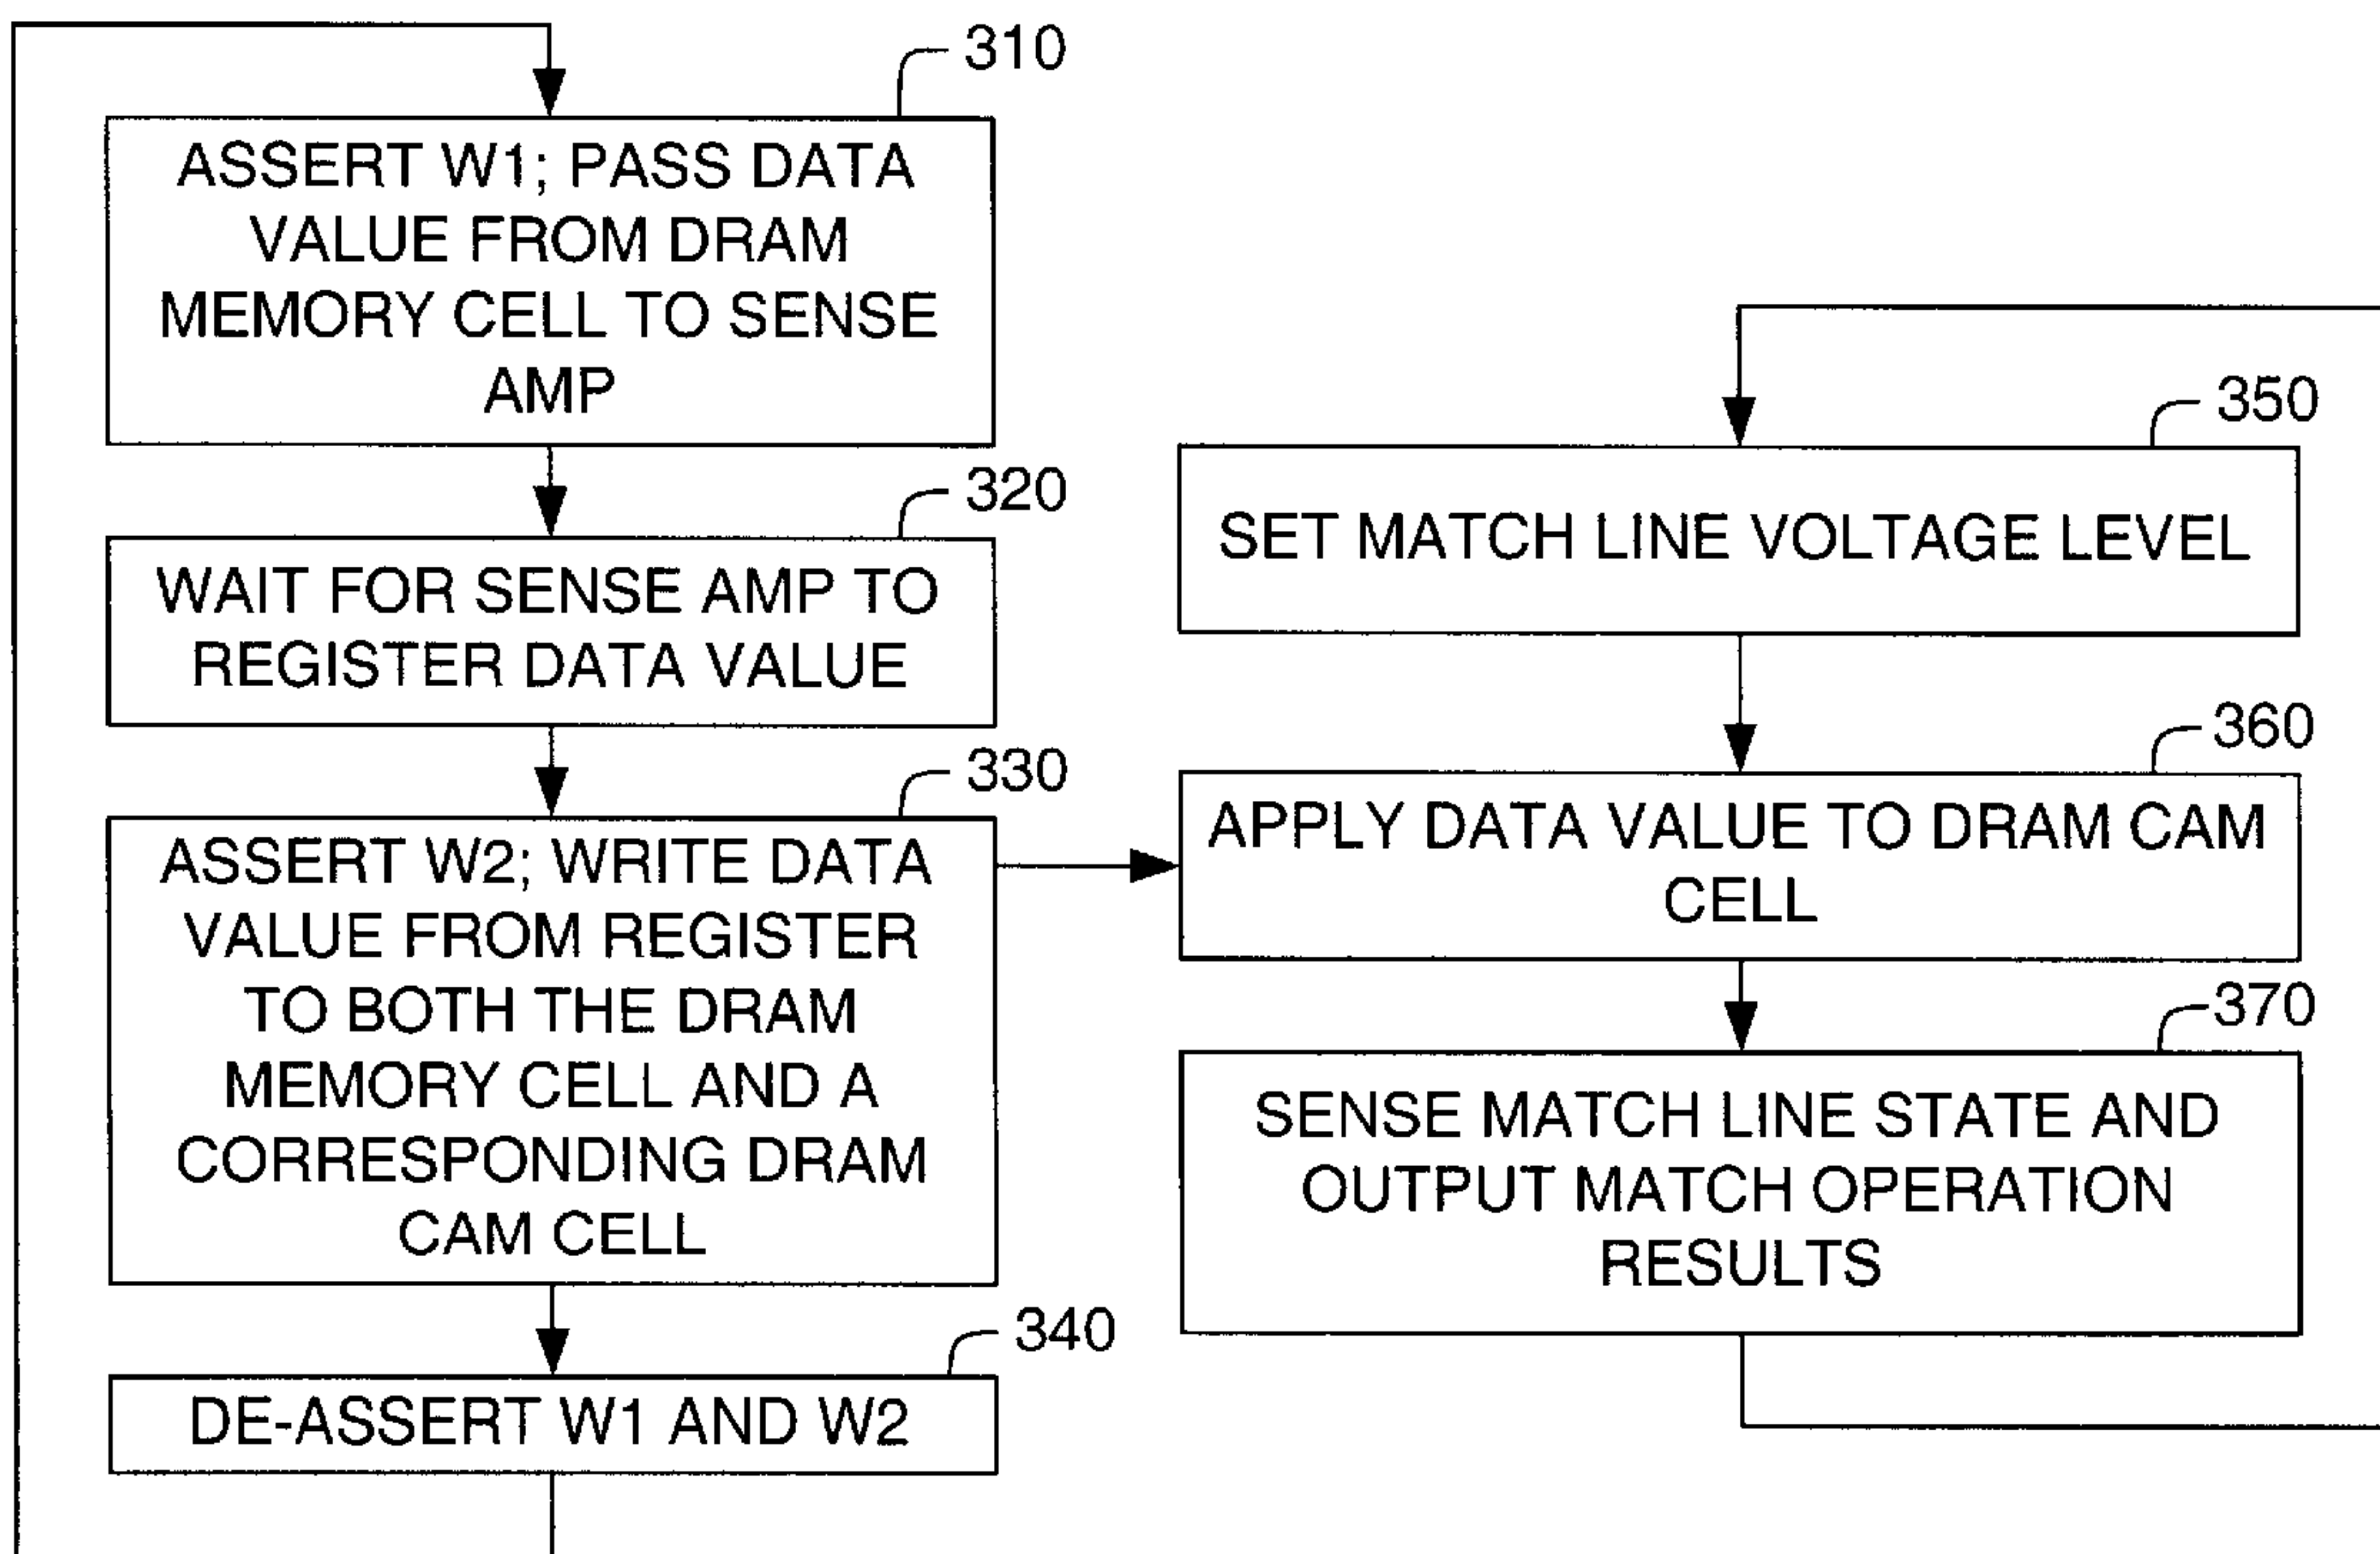 310
ASSERT W1; PASS DATA
VALUE FROM DRAM
MEMORY CELL TO SENSE
AMP
320
WAIT FOR SENSE AMP TO
REGISTER DATA VALUE
330
ASSERT W2; WRITE DATA
VALUE FROM REGISTER
TO BOTH THE DRAM
MEMORY CELL AND A
CORRESPONDING DRAM
CAM CELL
340
DE-ASSERT W1 AND W2
350
SET MATCH LINE VOLTAGE LEVEL
360
APPLY DATA VALUE TO DRAM CAM
CELL
370
SENSE MATCH LINE STATE AND
OUTPUT MATCH OPERATION
RESULTS